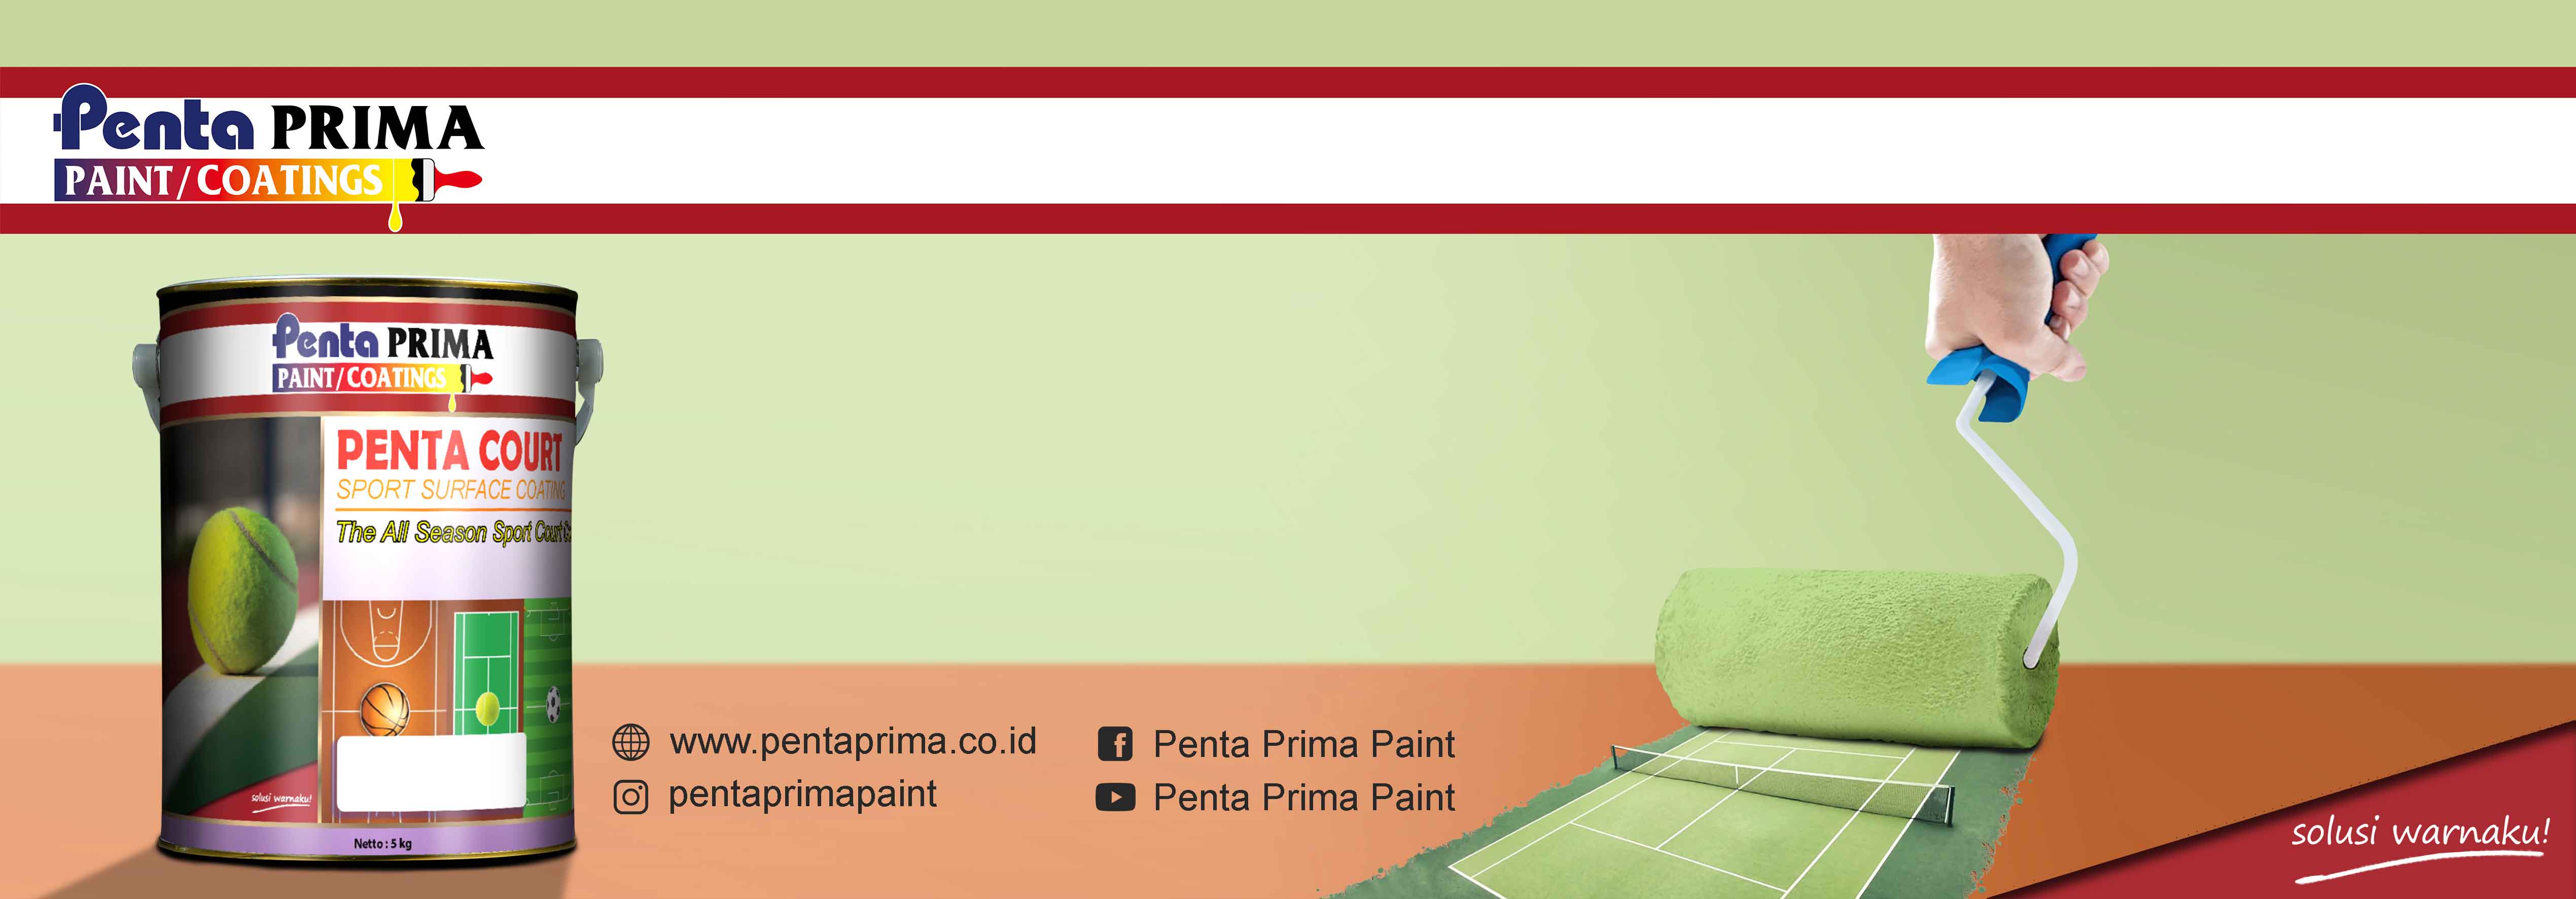 Penta PRIMA
PAINT/COATINGS
Penta PRIMA
PAINT/COATINGS
PENTA COURT
SPORT SURFACE COATING
The All Season Sport Court
solusi warnaku!
Netto : 5 kg
www.pentaprima.co.id
pentaprimapaint
Penta Prima Paint
Penta Prima Paint
solusi warnaku!